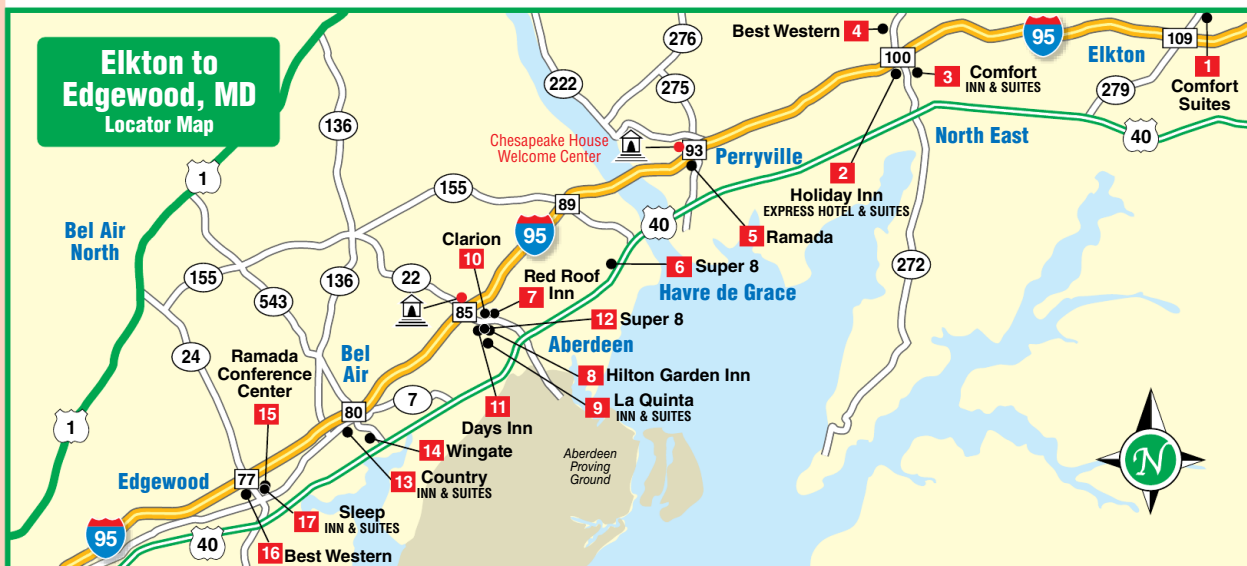 Elkton to
Edgewood, MD
Locator Map
1
136
222
276
275
Best Western 4
100
95
109
Elkton
3 Comfort
INN & SUITES
1
Comfort
Suites
279
40
North East
Chesapeake House
Welcome Center
93
Perryville
2
Holiday Inn
EXPRESS HOTEL & SUITES
5 Ramada
155
89
95
40
Bel Air
North
Clarion
10
22
Red Roof
7 Inn
6 Super 8
Havre de Grace
272
155
543
136
85
12 Super 8
Aberdeen
24
Ramada
Conference
Center
15
Bel
Air
8 Hilton Garden Inn
9 La Quinta
INN & SUITES
80
7
11
Days Inn
1
14 Wingate
Aberdeen
Proving
Ground
N
Edgewood
77
13 Country
INN & SUITES
17 Sleep
INN & SUITES
95
40
16 Best Western